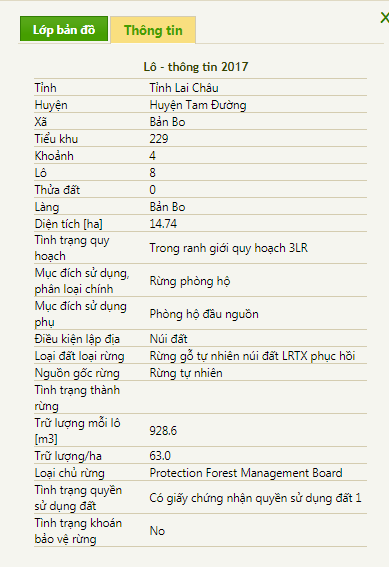 Lớp bản đồ Thông tin
Lô - thông tin 2017
Tỉnh Tỉnh Lai Châu
Huyện Huyện Tam Đường
Xã Bản Bo
Tiểu khu 229
Khoảnh 4
Lô 8
Thửa đất 0
Làng Bản Bo
Diện tích [ha] 14.74
Tình trạng quy
hoạch Trong ranh giới quy hoạch 3LR
Mục đích sử dụng,
phân loại chính Rừng phòng hộ
Mục đích sử dụng
phụ Phòng hộ đầu nguồn
Điều kiện lập địa Núi đất
Loại đất loại rừng Rừng gỗ tự nhiên núi đất LRTX phục hồi
Nguồn gốc rừng Rừng tự nhiên
Tình trạng thành
rừng
Trữ lượng mỗi lô
[m3] 928.6
Trữ lượng/ha 63.0
Loại chủ rừng Protection Forest Management Board
Tình trạng quyền
sử dụng đất Có giấy chứng nhận quyền sử dụng đất 1
Tình trạng khoán
bảo vệ rừng No